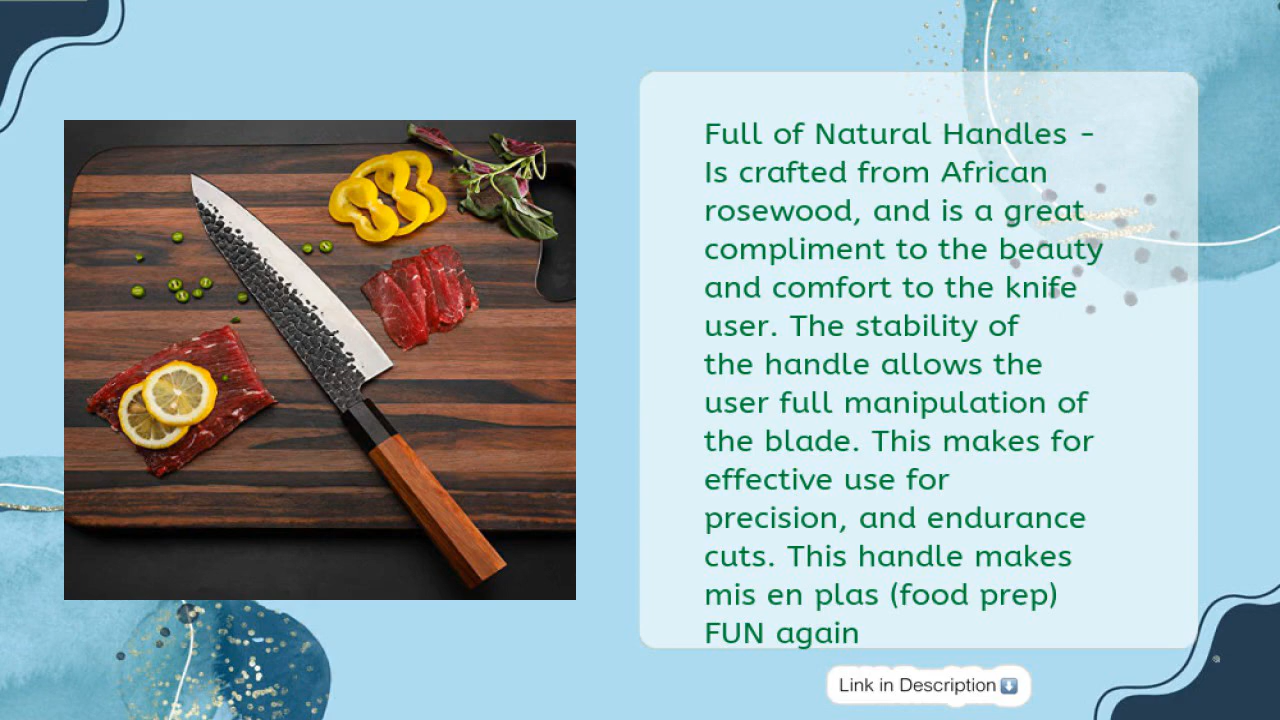 Full of Natural Handles -
Is crafted from African
rosewood, and is a great
compliment to the beauty
and comfort to the knife
user. The stability of
the handle allows the
user full manipulation of
the blade. This makes for
effective use for
precision, and endurance
cuts. This handle makes
mis en plas (food prep)
FUN again
Link in Description⬇️